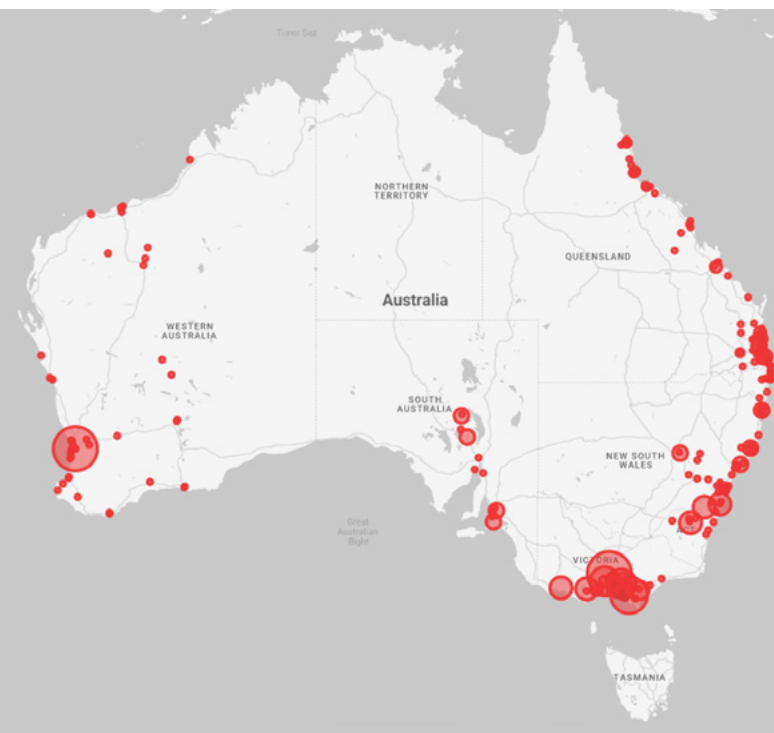 Timor Sea
NORTHERN
TERRITORY
QUEENSLAND
Australia
WESTERN
AUSTRALIA
SOUTH
AUSTRALIA
NEW SOUTH
WALES
Great
Australian
Bight
VICTORIA
TASMANIA